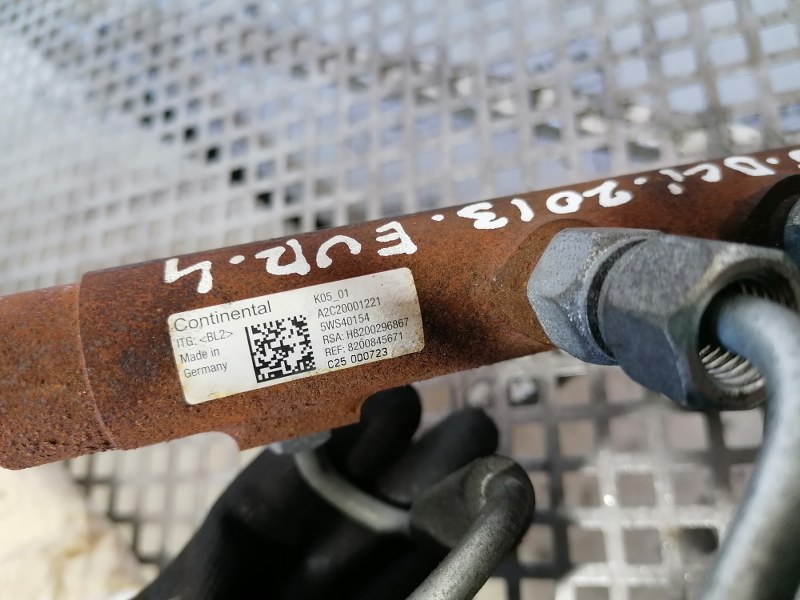 DCi. 2013. EUR.4
Continental
ITG: <BL2>
Made in
Germany
K05_01
A2C20001221
5WS40154
RSA: H8200296867
REF: 8200845671
C25 000723